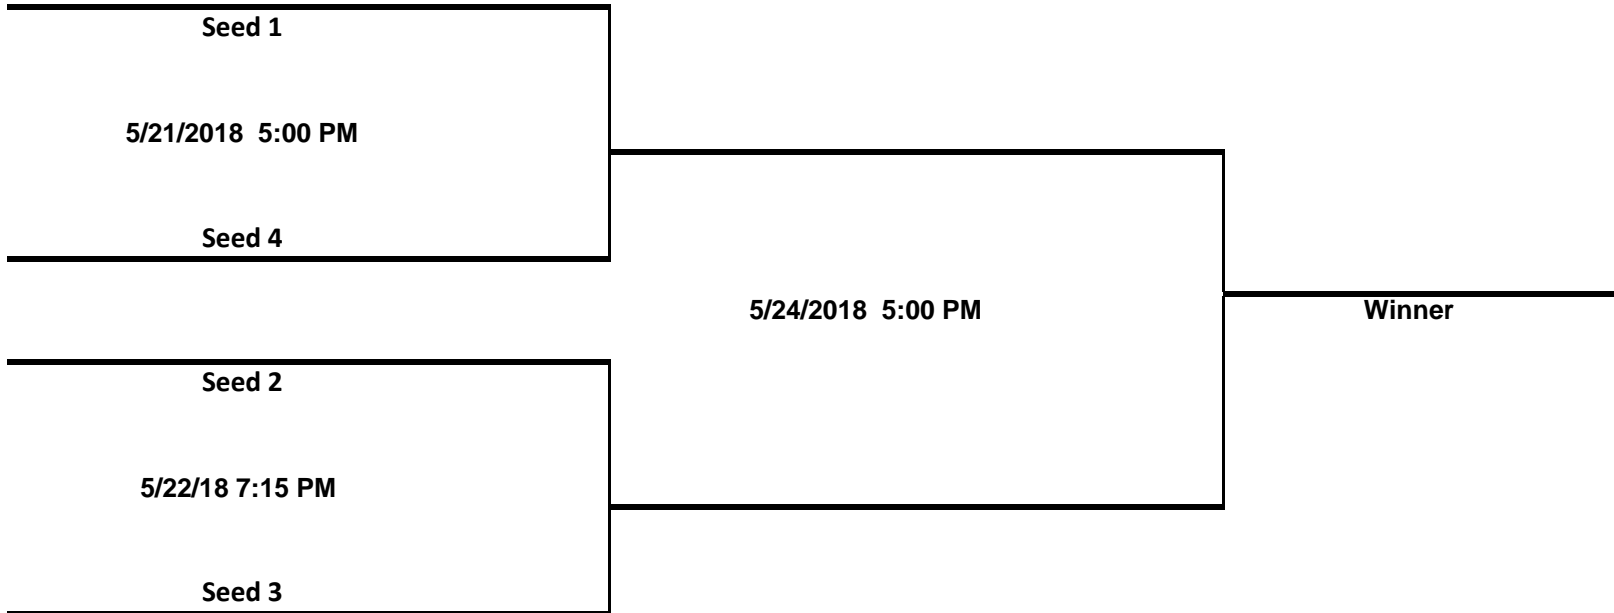 Seed 1
5/21/2018  5:00 PM
Seed 4
5/24/2018  5:00 PM
Winner
Seed 2
5/22/18 7:15 PM
Seed 3